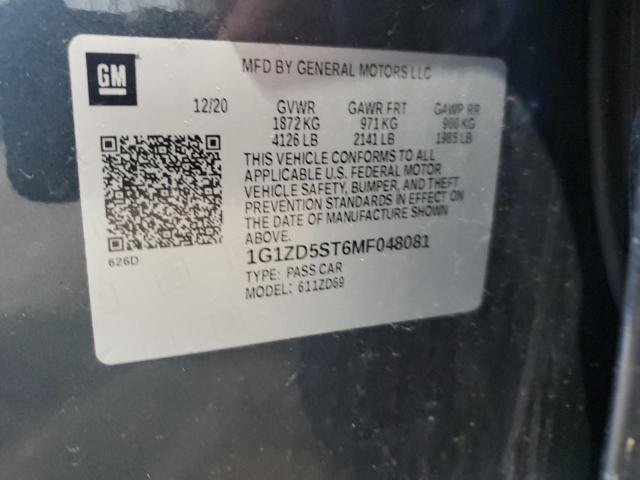 GM
MFD BY GENERAL MOTORS LLC
12/20 GVWR GAWR FRT GAWR RR
1872 KG 971 KG 900 KG
4126 LB 2141 LB 1985 LB
THIS VEHICLE CONFORMS TO ALL
APPLICABLE U.S. FEDERAL MOTOR
VEHICLE SAFETY, BUMPER, AND THEFT
PREVENTION STANDARDS IN EFFECT ON
THE DATE OF MANUFACTURE SHOWN
ABOVE.
626D
1G1ZD5ST6MF048081
TYPE: PASS CAR
MODEL: 611ZD69